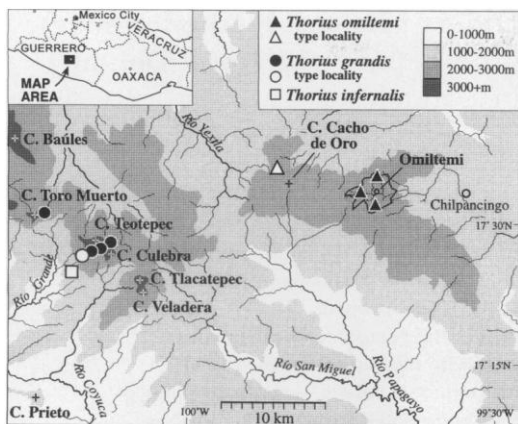 Mexico City
GUERRERO
VERACRUZ
MAP
AREA
OAXACA
Thorius omiltemi
type locality
Thorius grandis
type locality
Thorius infernalis
0-1000m
1000-2000m
2000-3000m
3000+m
C. Baúles
Río Yextla
C. Cacho
de Oro
Omiltemi
Chilpancingo
C. Toro Muerto
C. Teotepec
17°30'N
C. Culebra
Río Grande
C. Tlacatepec
C. Veladera
Río Coyuca
Río San Miguel
Río Papagayo
17°15'N
C. Prieto
100°W
10 km
99°30'W